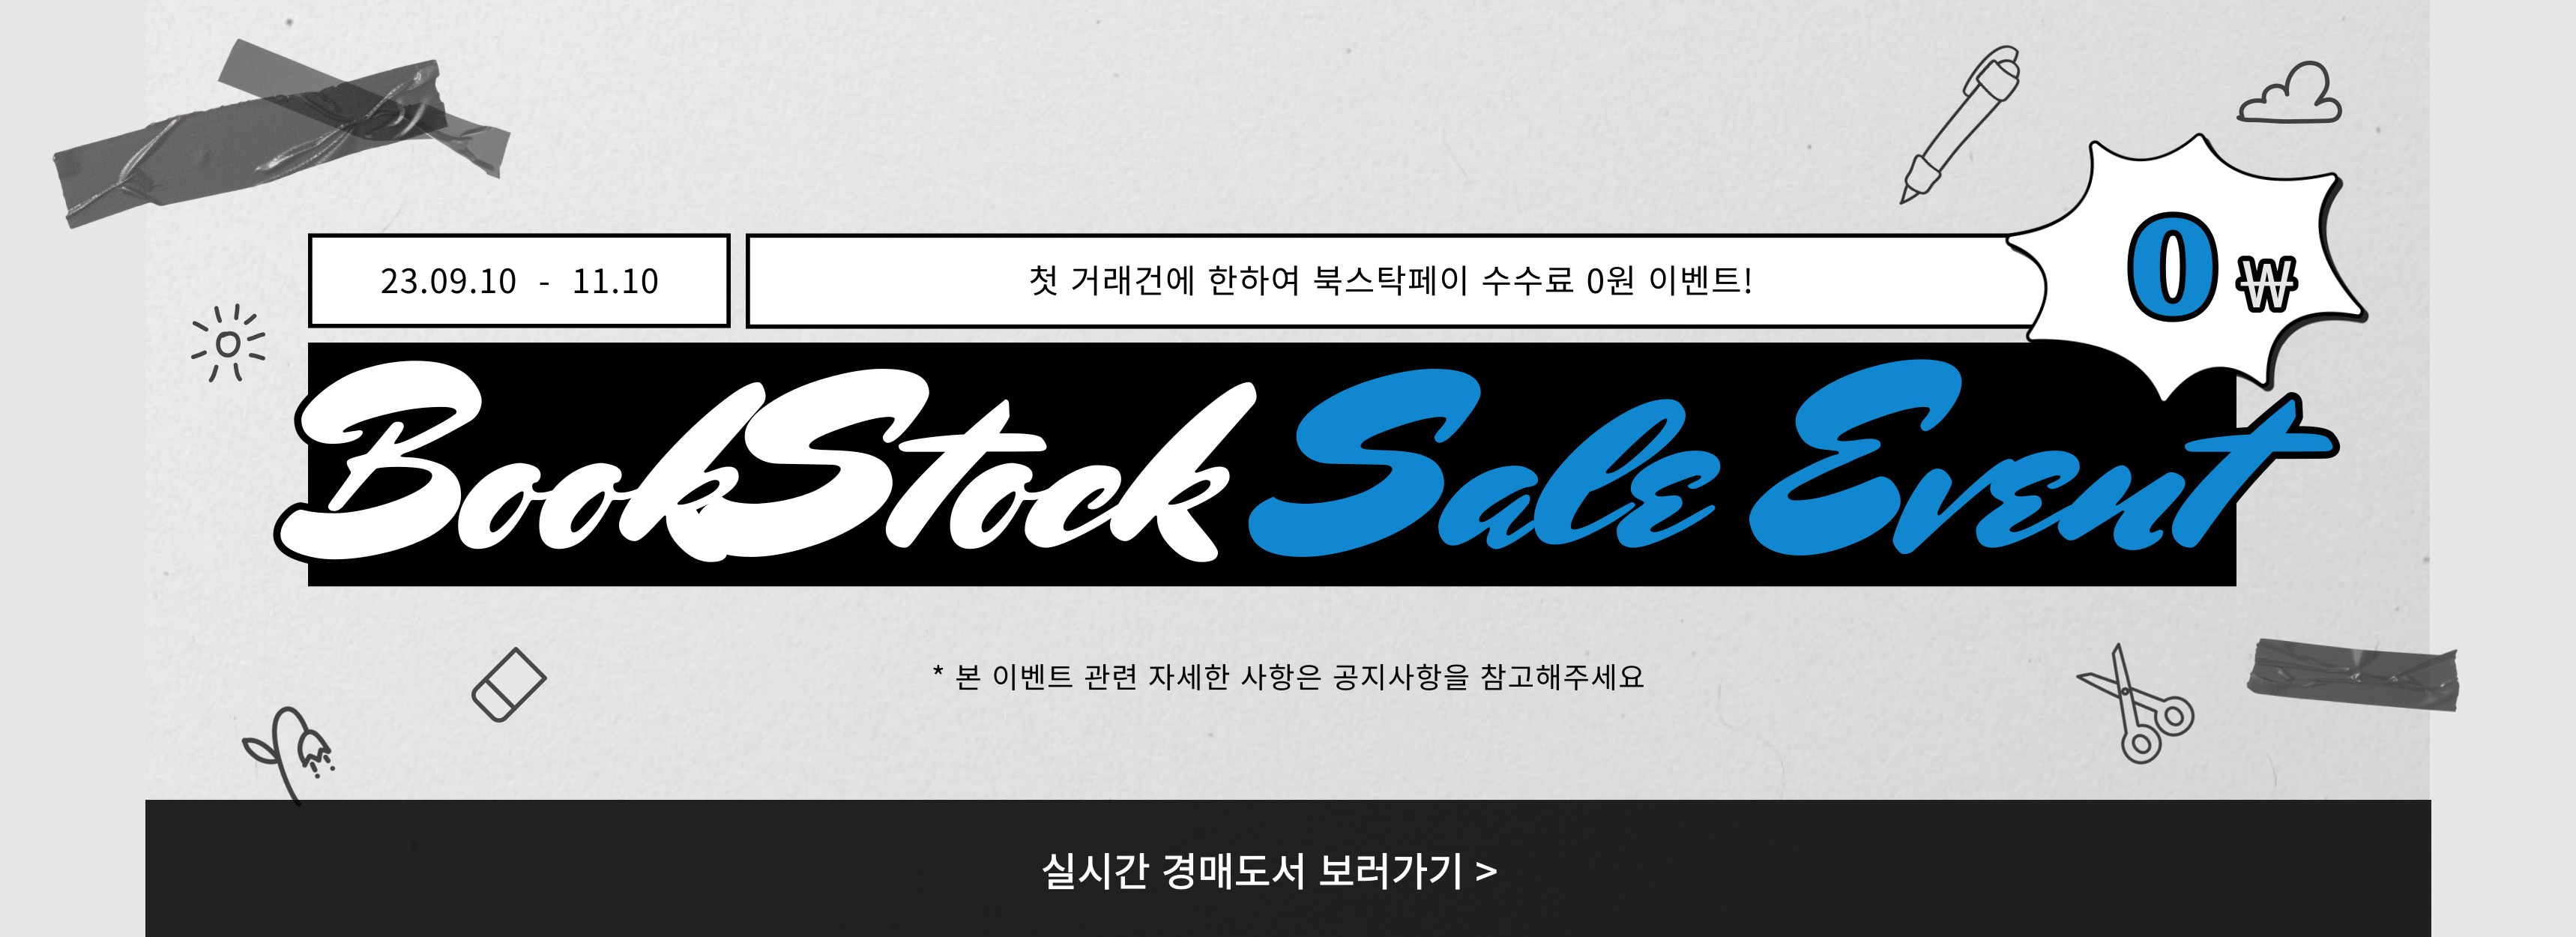 23.09.10 - 11.10
첫 거래건에 한하여 북스탁페이 수수료 0원 이벤트!
0 ₩
BookStock Sale Event
* 본 이벤트 관련 자세한 사항은 공지사항을 참고해주세요
실시간 경매도서 보러가기 >